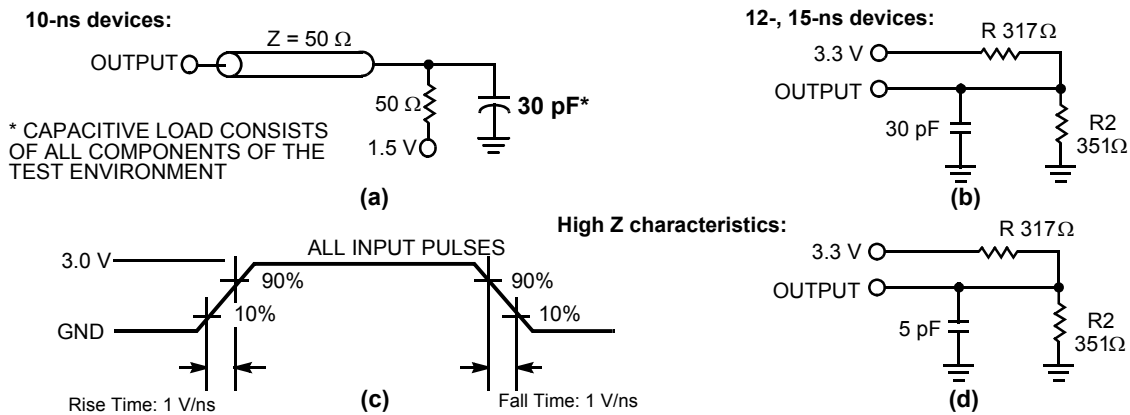 10-ns devices:
Z = 50 Ω
OUTPUT
50 Ω
30 pF*
1.5 V
* CAPACITIVE LOAD CONSISTS
OF ALL COMPONENTS OF THE
TEST ENVIRONMENT
(a)
12-, 15-ns devices:
R 317Ω
3.3 V
OUTPUT
30 pF
R2
351Ω
(b)
3.0 V
ALL INPUT PULSES
90%
90%
10%
10%
GND
Rise Time: 1 V/ns
(c)
Fall Time: 1 V/ns
High Z characteristics:
R 317Ω
3.3 V
OUTPUT
5 pF
R2
351Ω
(d)